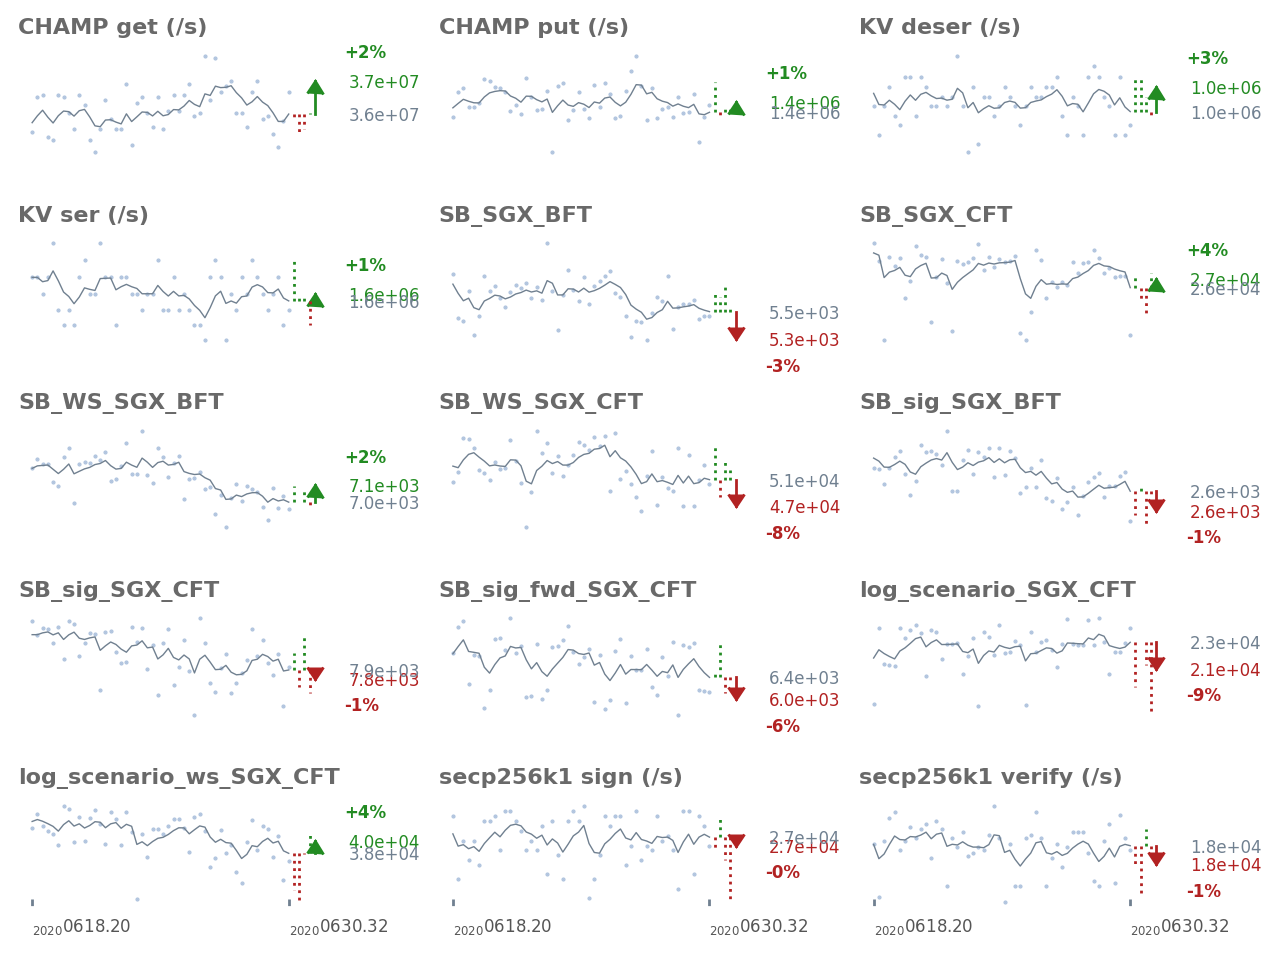 CHAMP get (/s)
+2%
3.7e+07
3.6e+07
CHAMP put (/s)
+1%
1.4e+06
1.4e+06
KV deser (/s)
+3%
1.0e+06
1.0e+06
KV ser (/s)
+1%
1.6e+06
1.6e+06
SB_SGX_BFT
5.5e+03
5.3e+03
-3%
SB_SGX_CFT
+4%
2.7e+04
2.6e+04
SB_WS_SGX_BFT
+2%
7.1e+03
7.0e+03
SB_WS_SGX_CFT
5.1e+04
4.7e+04
-8%
SB_sig_SGX_BFT
2.6e+03
2.6e+03
-1%
SB_sig_SGX_CFT
7.9e+03
7.8e+03
-1%
SB_sig_fwd_SGX_CFT
6.4e+03
6.0e+03
-6%
log_scenario_SGX_CFT
2.3e+04
2.1e+04
-9%
log_scenario_ws_SGX_CFT
+4%
4.0e+04
3.8e+04
secp256k1 sign (/s)
2.7e+04
2.7e+04
-0%
secp256k1 verify (/s)
1.8e+04
1.8e+04
-1%
20200618.20
20200630.32
20200618.20
20200630.32
20200618.20
20200630.32